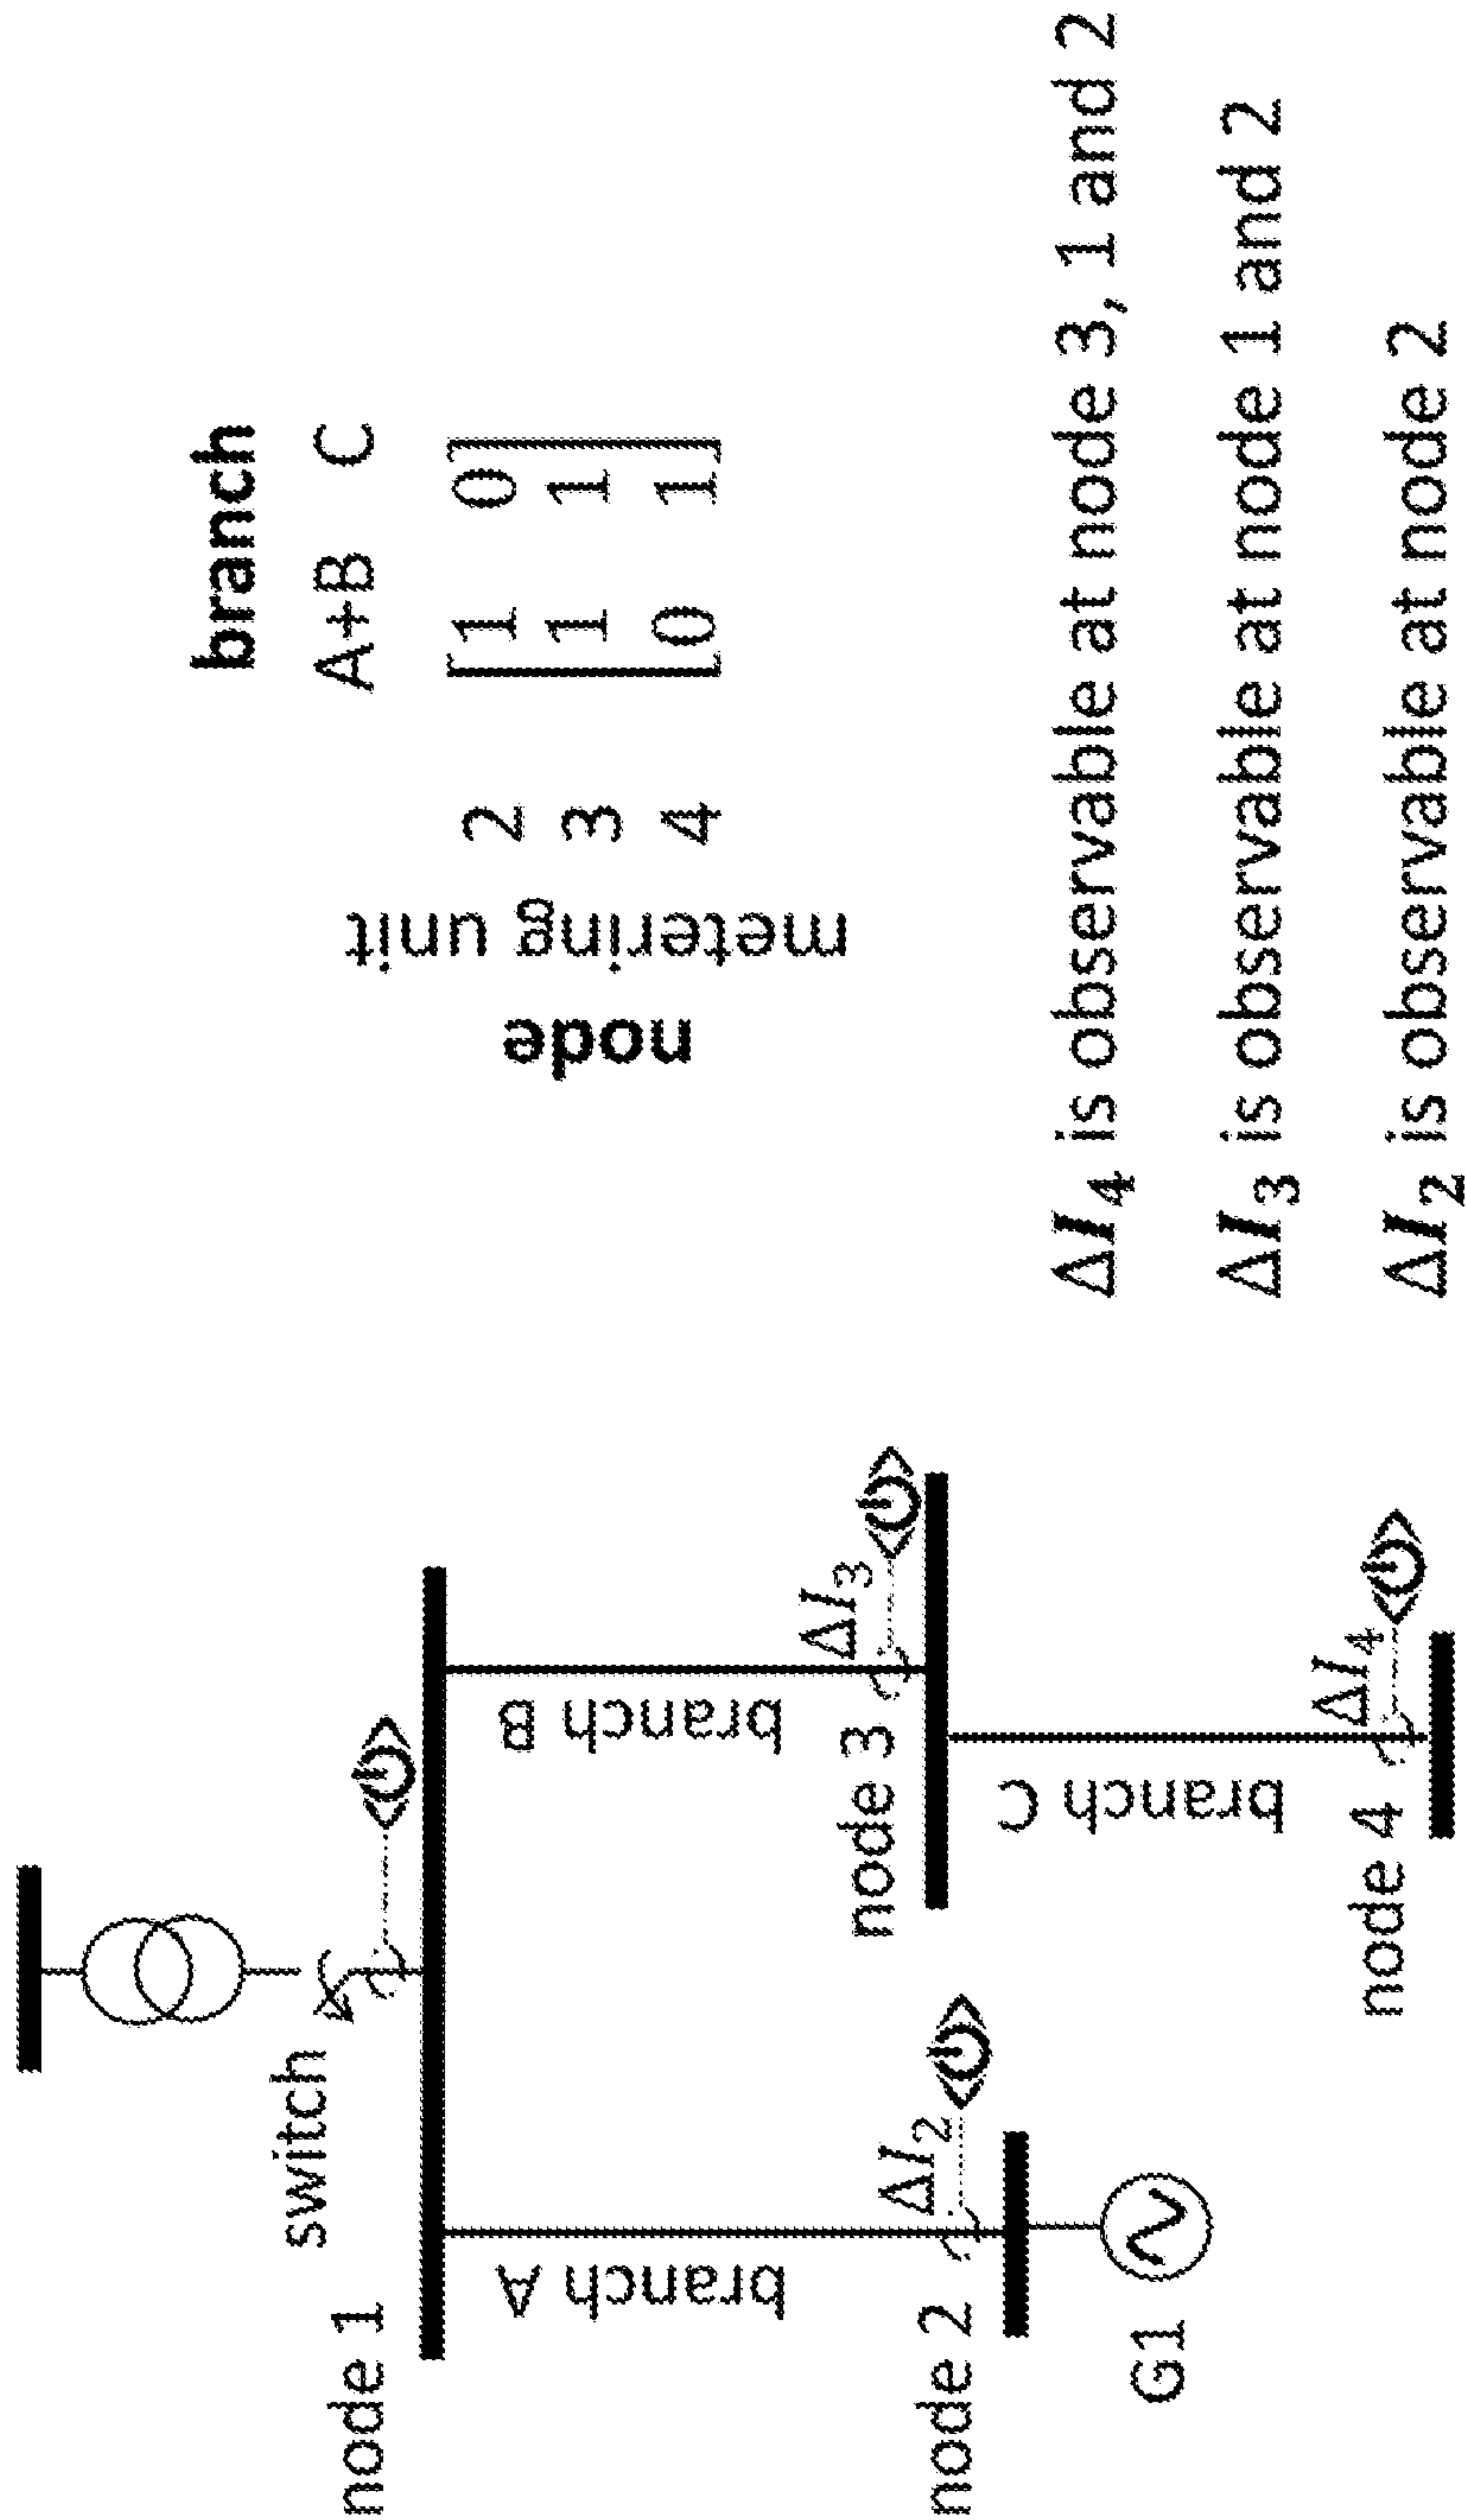 switch
node 1
branch A
branch B
node 2
ΔI2
G1
node 3
ΔI3
branch C
node 4
ΔI4
branch
A+B C
node
metering unit
2 1 0
3 1 1
4 0 1
ΔI4 is observable at node 3, 1 and 2
ΔI3 is observable at node 1 and 2
ΔI2 is observable at node 2